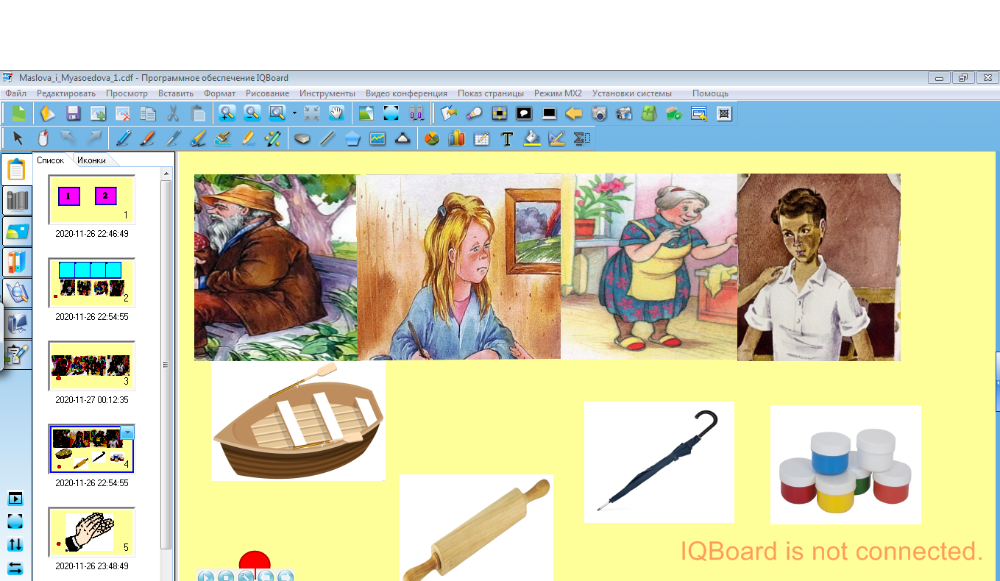 Maslova_i_Myasoedova_1.cdf - Программное обеспечение IQBoard
Файл Редактировать Просмотр Вставить Формат Рисование Инструменты Видео конференция Показ страницы Режим MX2 Установки системы Помощь
Список Иконки
1 2
1
2020-11-26 22:46:49
2
2020-11-26 22:54:55
3
2020-11-27 00:12:35
4
2020-11-26 22:54:55
5
2020-11-26 23:48:49
IQBoard is not connected.